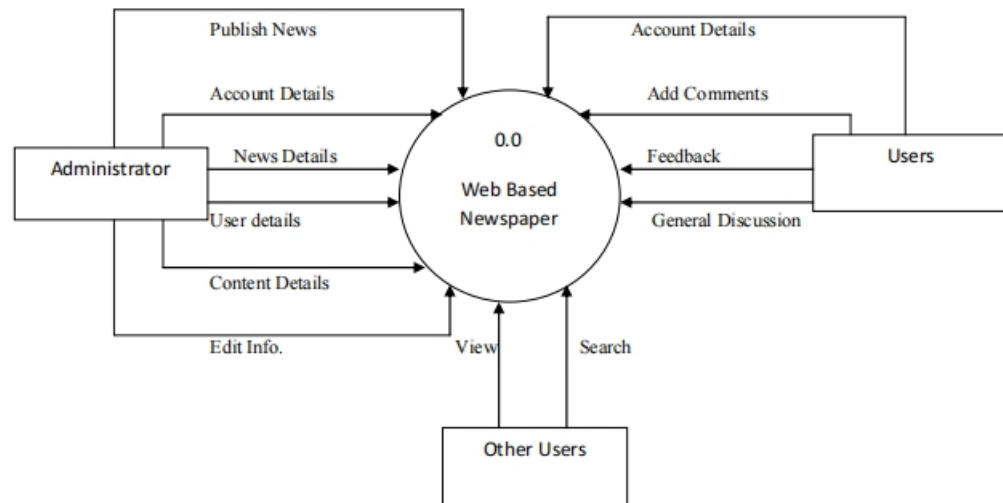 Publish News
Account Details
Account Details
Add Comments
0.0
Administrator
News Details
Web Based
Newspaper
Feedback
Users
User details
General Discussion
Content Details
Edit Info.
View
Search
Other Users